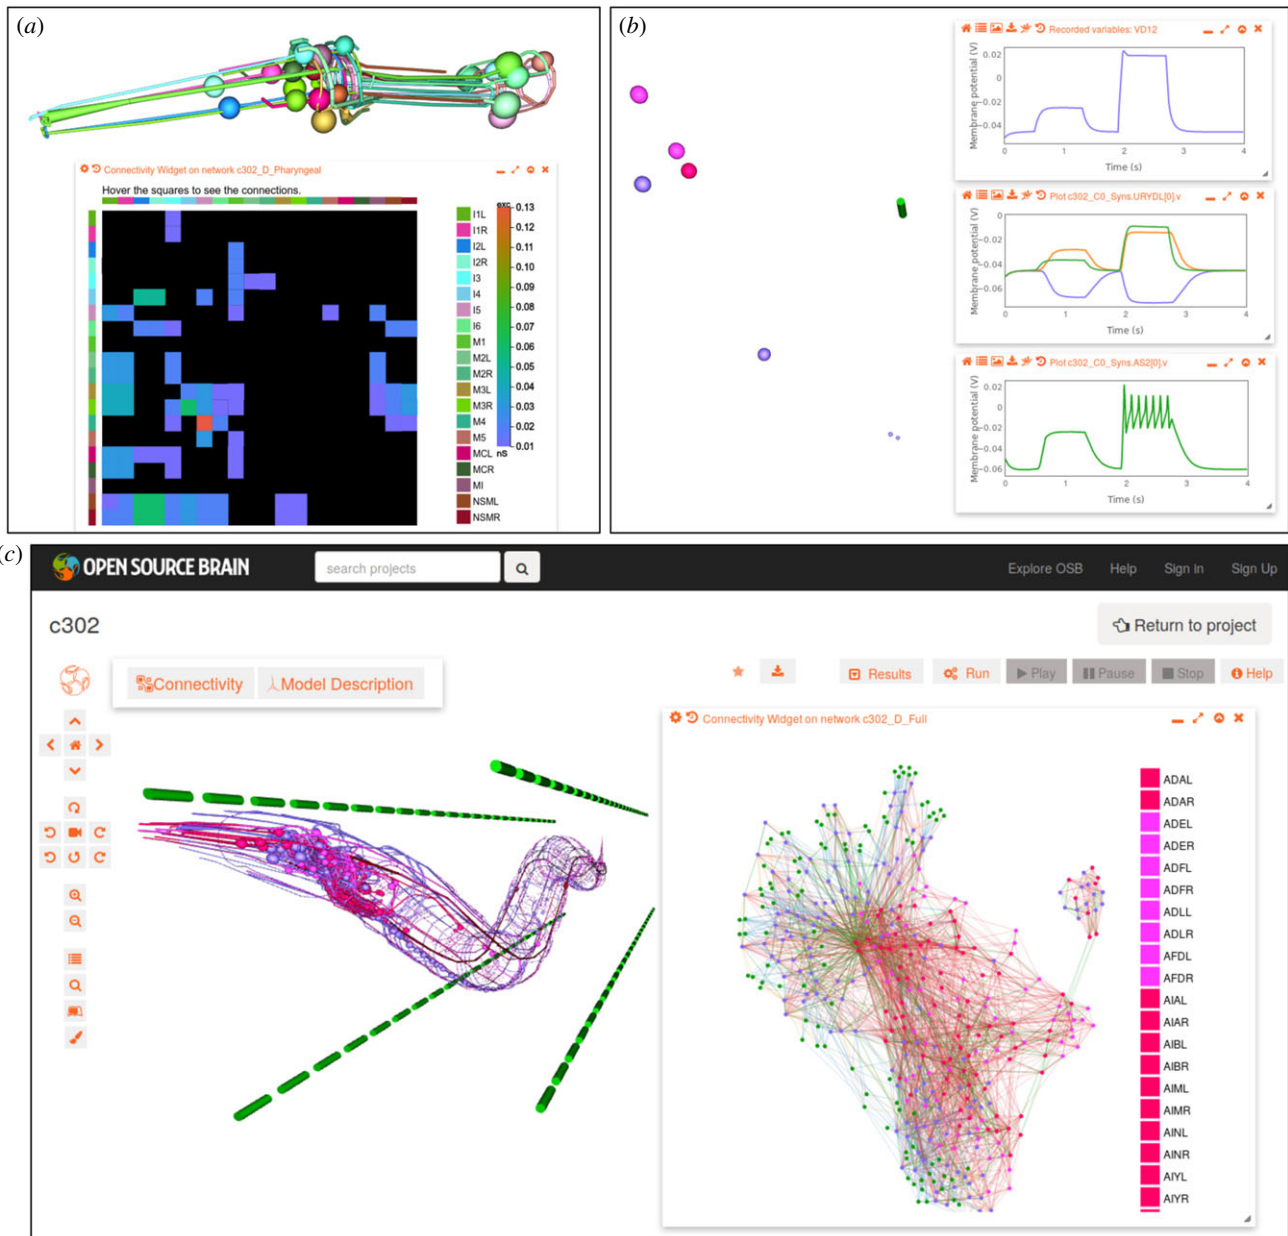 (a)
Connectivity Widget on network c302_D_Pharyngeal
Hover the squares to see the connections.
I1L
I1R
I2L
I2R
I3
I4
I5
I6
M1
M2L
M2R
M3L
M3R
M4
M5
MCL
MCR
MI
NSML
NSMR
exc
0.13
0.12
0.11
0.10
0.09
0.08
0.07
0.06
0.05
0.04
0.03
0.02
0.01
nS
(b)
Recorded variables: VD12
Membrane potential (V)
0.02
0
−0.02
−0.04
0 1 2 3 4
Time (s)
Plot c302_C0_Syns.URYDL[0].v
Membrane potential (V)
0
−0.02
−0.04
−0.06
0 1 2 3 4
Time (s)
Plot c302_C0_Syns.AS2[0].v
Membrane potential (V)
0.02
0
−0.02
−0.04
−0.06
0 1 2 3 4
Time (s)
(c)
OPEN SOURCE BRAIN
search projects
Explore OSB Help Sign In Sign Up
c302
Return to project
Connectivity Model Description
Results Run Play Pause Stop Help
Connectivity Widget on network c302_D_Full
ADAL
ADAR
ADEL
ADER
ADFL
ADFR
ADLL
ADLR
AFDL
AFDR
AIAL
AIAR
AIBL
AIBR
AIML
AIMR
AINL
AINR
AIYL
AIYR